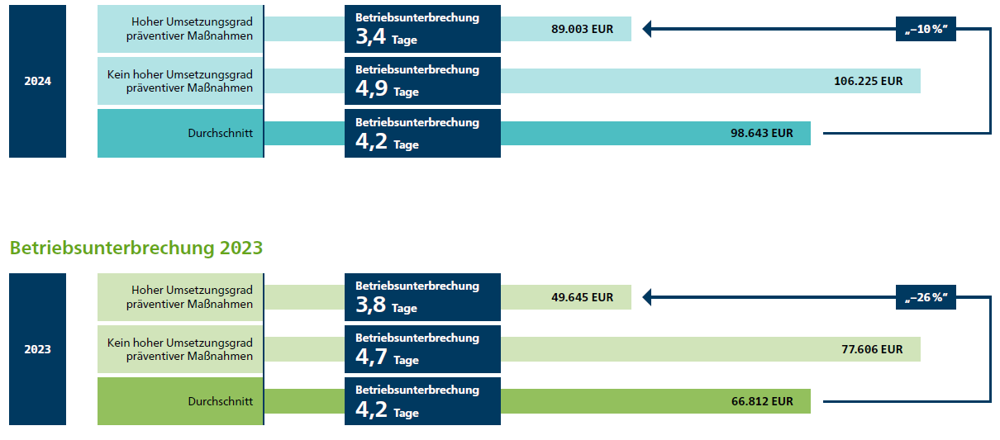 2024
Hoher Umsetzungsgrad
präventiver Maßnahmen
Betriebsunterbrechung
3,4 Tage
89.003 EUR
„–10 %“
Kein hoher Umsetzungsgrad
präventiver Maßnahmen
Betriebsunterbrechung
4,9 Tage
106.225 EUR
Durchschnitt
Betriebsunterbrechung
4,2 Tage
98.643 EUR
Betriebsunterbrechung 2023
2023
Hoher Umsetzungsgrad
präventiver Maßnahmen
Betriebsunterbrechung
3,8 Tage
49.645 EUR
„–26 %“
Kein hoher Umsetzungsgrad
präventiver Maßnahmen
Betriebsunterbrechung
4,7 Tage
77.606 EUR
Durchschnitt
Betriebsunterbrechung
4,2 Tage
66.812 EUR